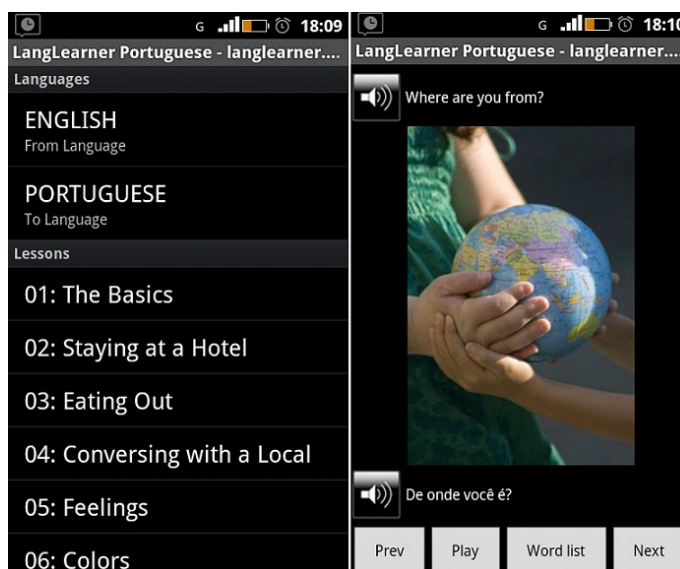 G 18:09
LangLearner Portuguese - langlearner....
Languages
ENGLISH
From Language
PORTUGUESE
To Language
Lessons
01: The Basics
02: Staying at a Hotel
03: Eating Out
04: Conversing with a Local
05: Feelings
06: Colors
G 18:10
LangLearner Portuguese - langlearner....
Where are you from?
De onde você é?
Prev Play Word list Next